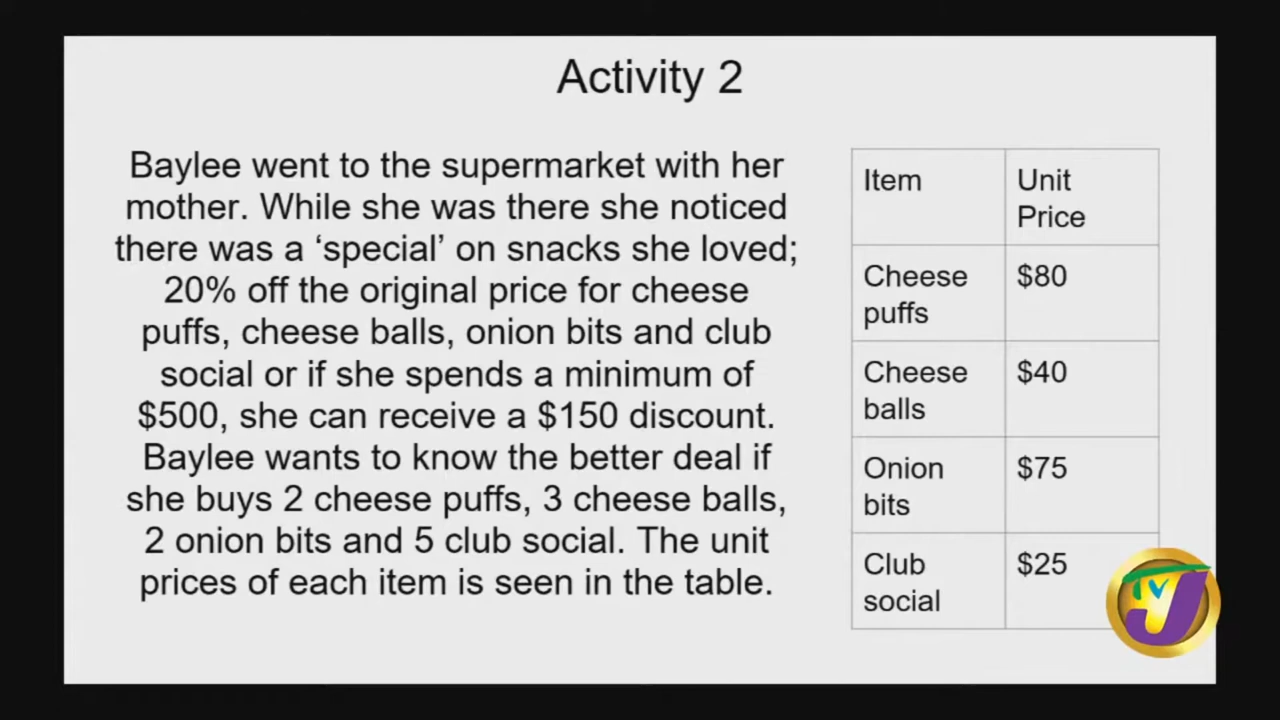 Activity 2
Baylee went to the supermarket with her
mother. While she was there she noticed
there was a ‘special’ on snacks she loved;
20% off the original price for cheese
puffs, cheese balls, onion bits and club
social or if she spends a minimum of
$500, she can receive a $150 discount.
Baylee wants to know the better deal if
she buys 2 cheese puffs, 3 cheese balls,
2 onion bits and 5 club social. The unit
prices of each item is seen in the table.
Item
Unit
Price
Cheese
puffs
$80
Cheese
balls
$40
Onion
bits
$75
Club
social
$25
TVJ